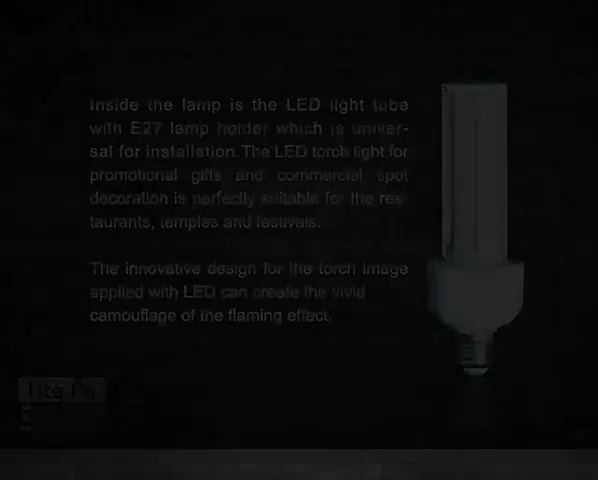 Inside the lamp is the LED light tube
with E27 lamp holder which is univer-
sal for installation. The LED torch light for
promotional gifts and commercial spot
decoration is perfectly suitable for the res-
taurants, temples and festivals.
The innovative design for the torch image
applied with LED can create the vivid
camouflage of the flaming effect.